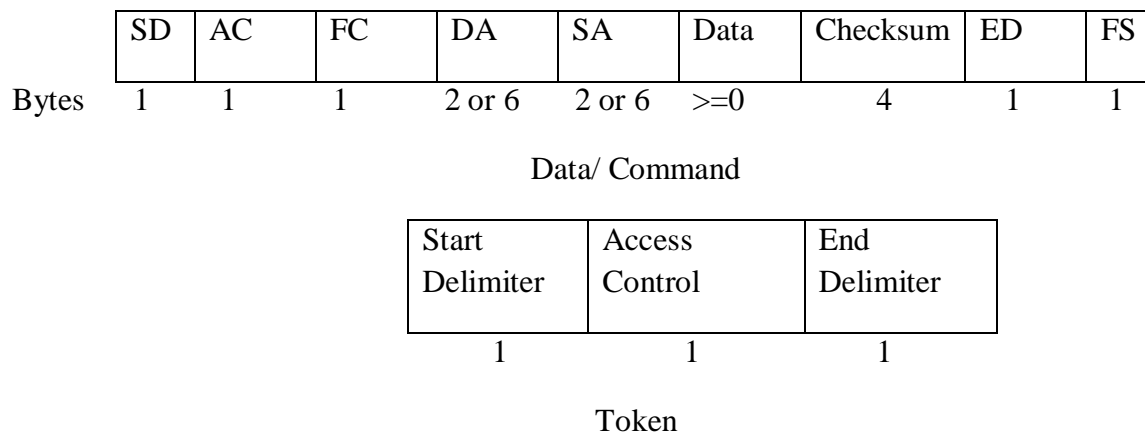 SD AC FC DA SA Data Checksum ED FS
Bytes 1 1 1 2 or 6 2 or 6 >=0 4 1 1
Data/ Command
Start Access End
Delimiter Control Delimiter
1 1 1
Token